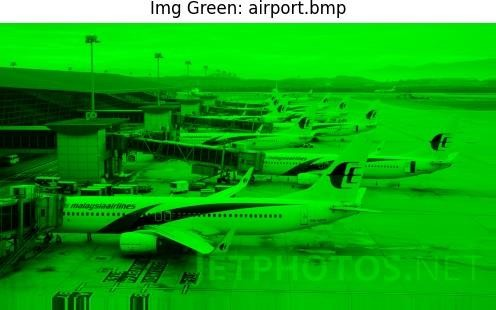 Img Green: airport.bmp
malaysiaairlines
JETPHOTOS.NET